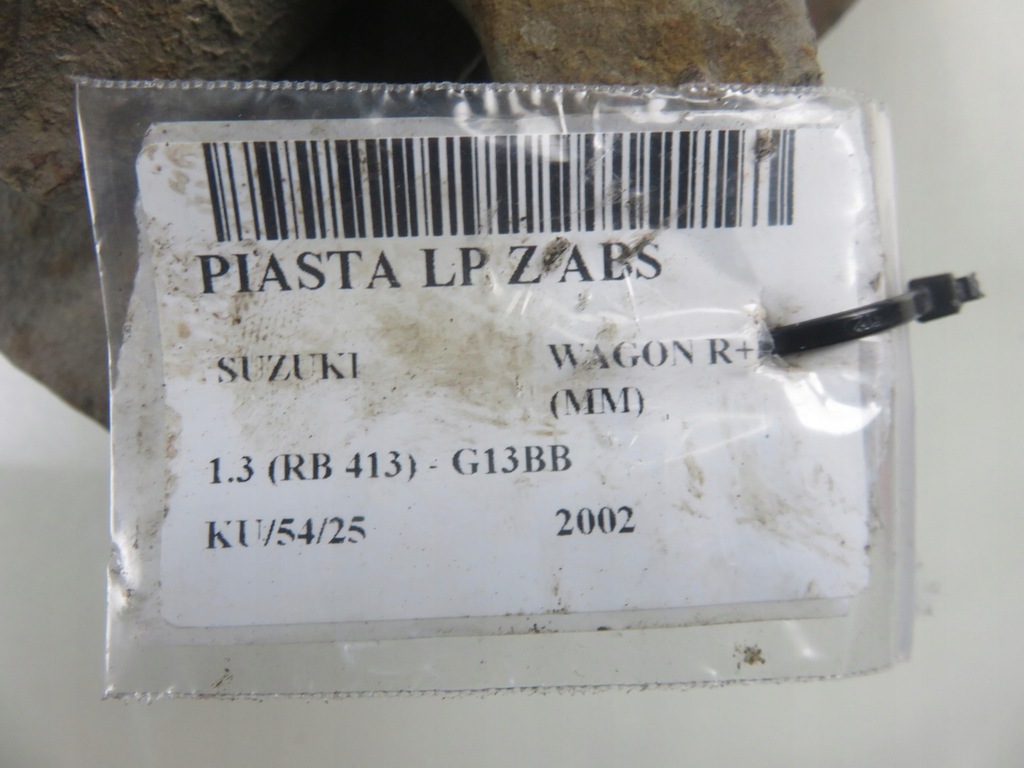 PIASTA LP Z ABS
SUZUKI WAGON R+
(MM)
1.3 (RB 413) - G13BB
KU/54/25 2002